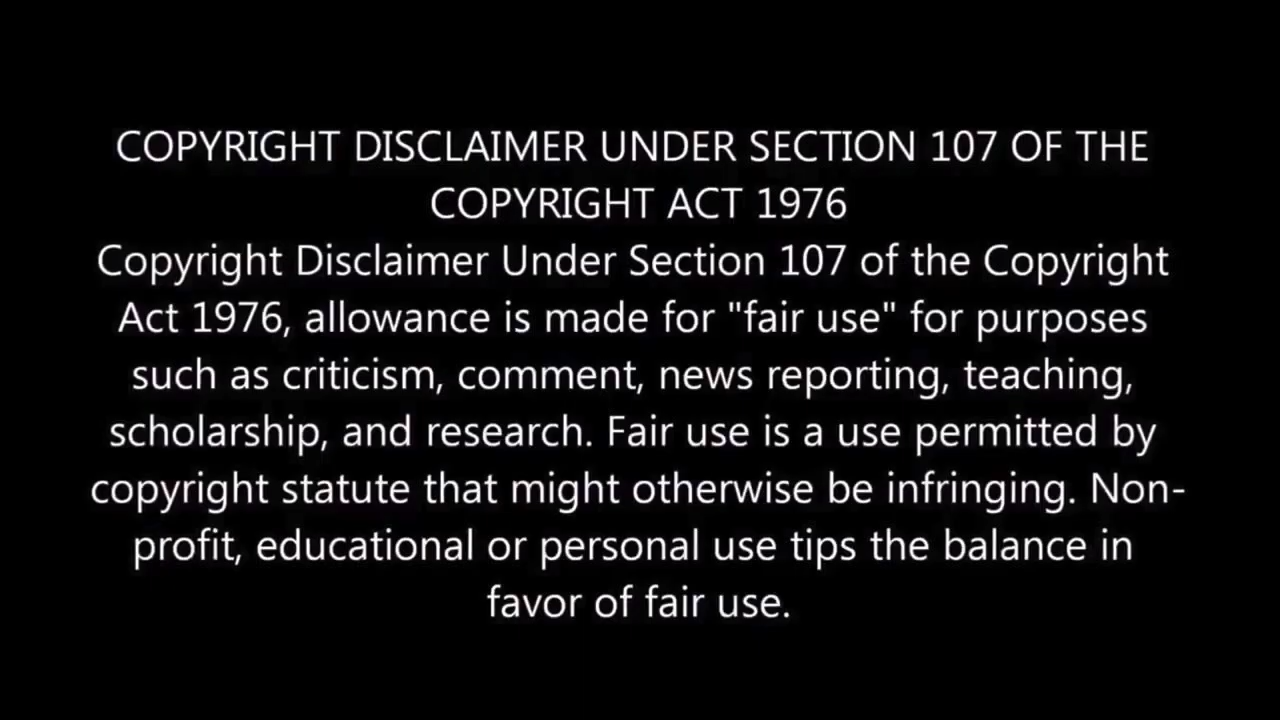 COPYRIGHT DISCLAIMER UNDER SECTION 107 OF THE
COPYRIGHT ACT 1976
Copyright Disclaimer Under Section 107 of the Copyright
Act 1976, allowance is made for "fair use" for purposes
such as criticism, comment, news reporting, teaching,
scholarship, and research. Fair use is a use permitted by
copyright statute that might otherwise be infringing. Non-
profit, educational or personal use tips the balance in
favor of fair use.